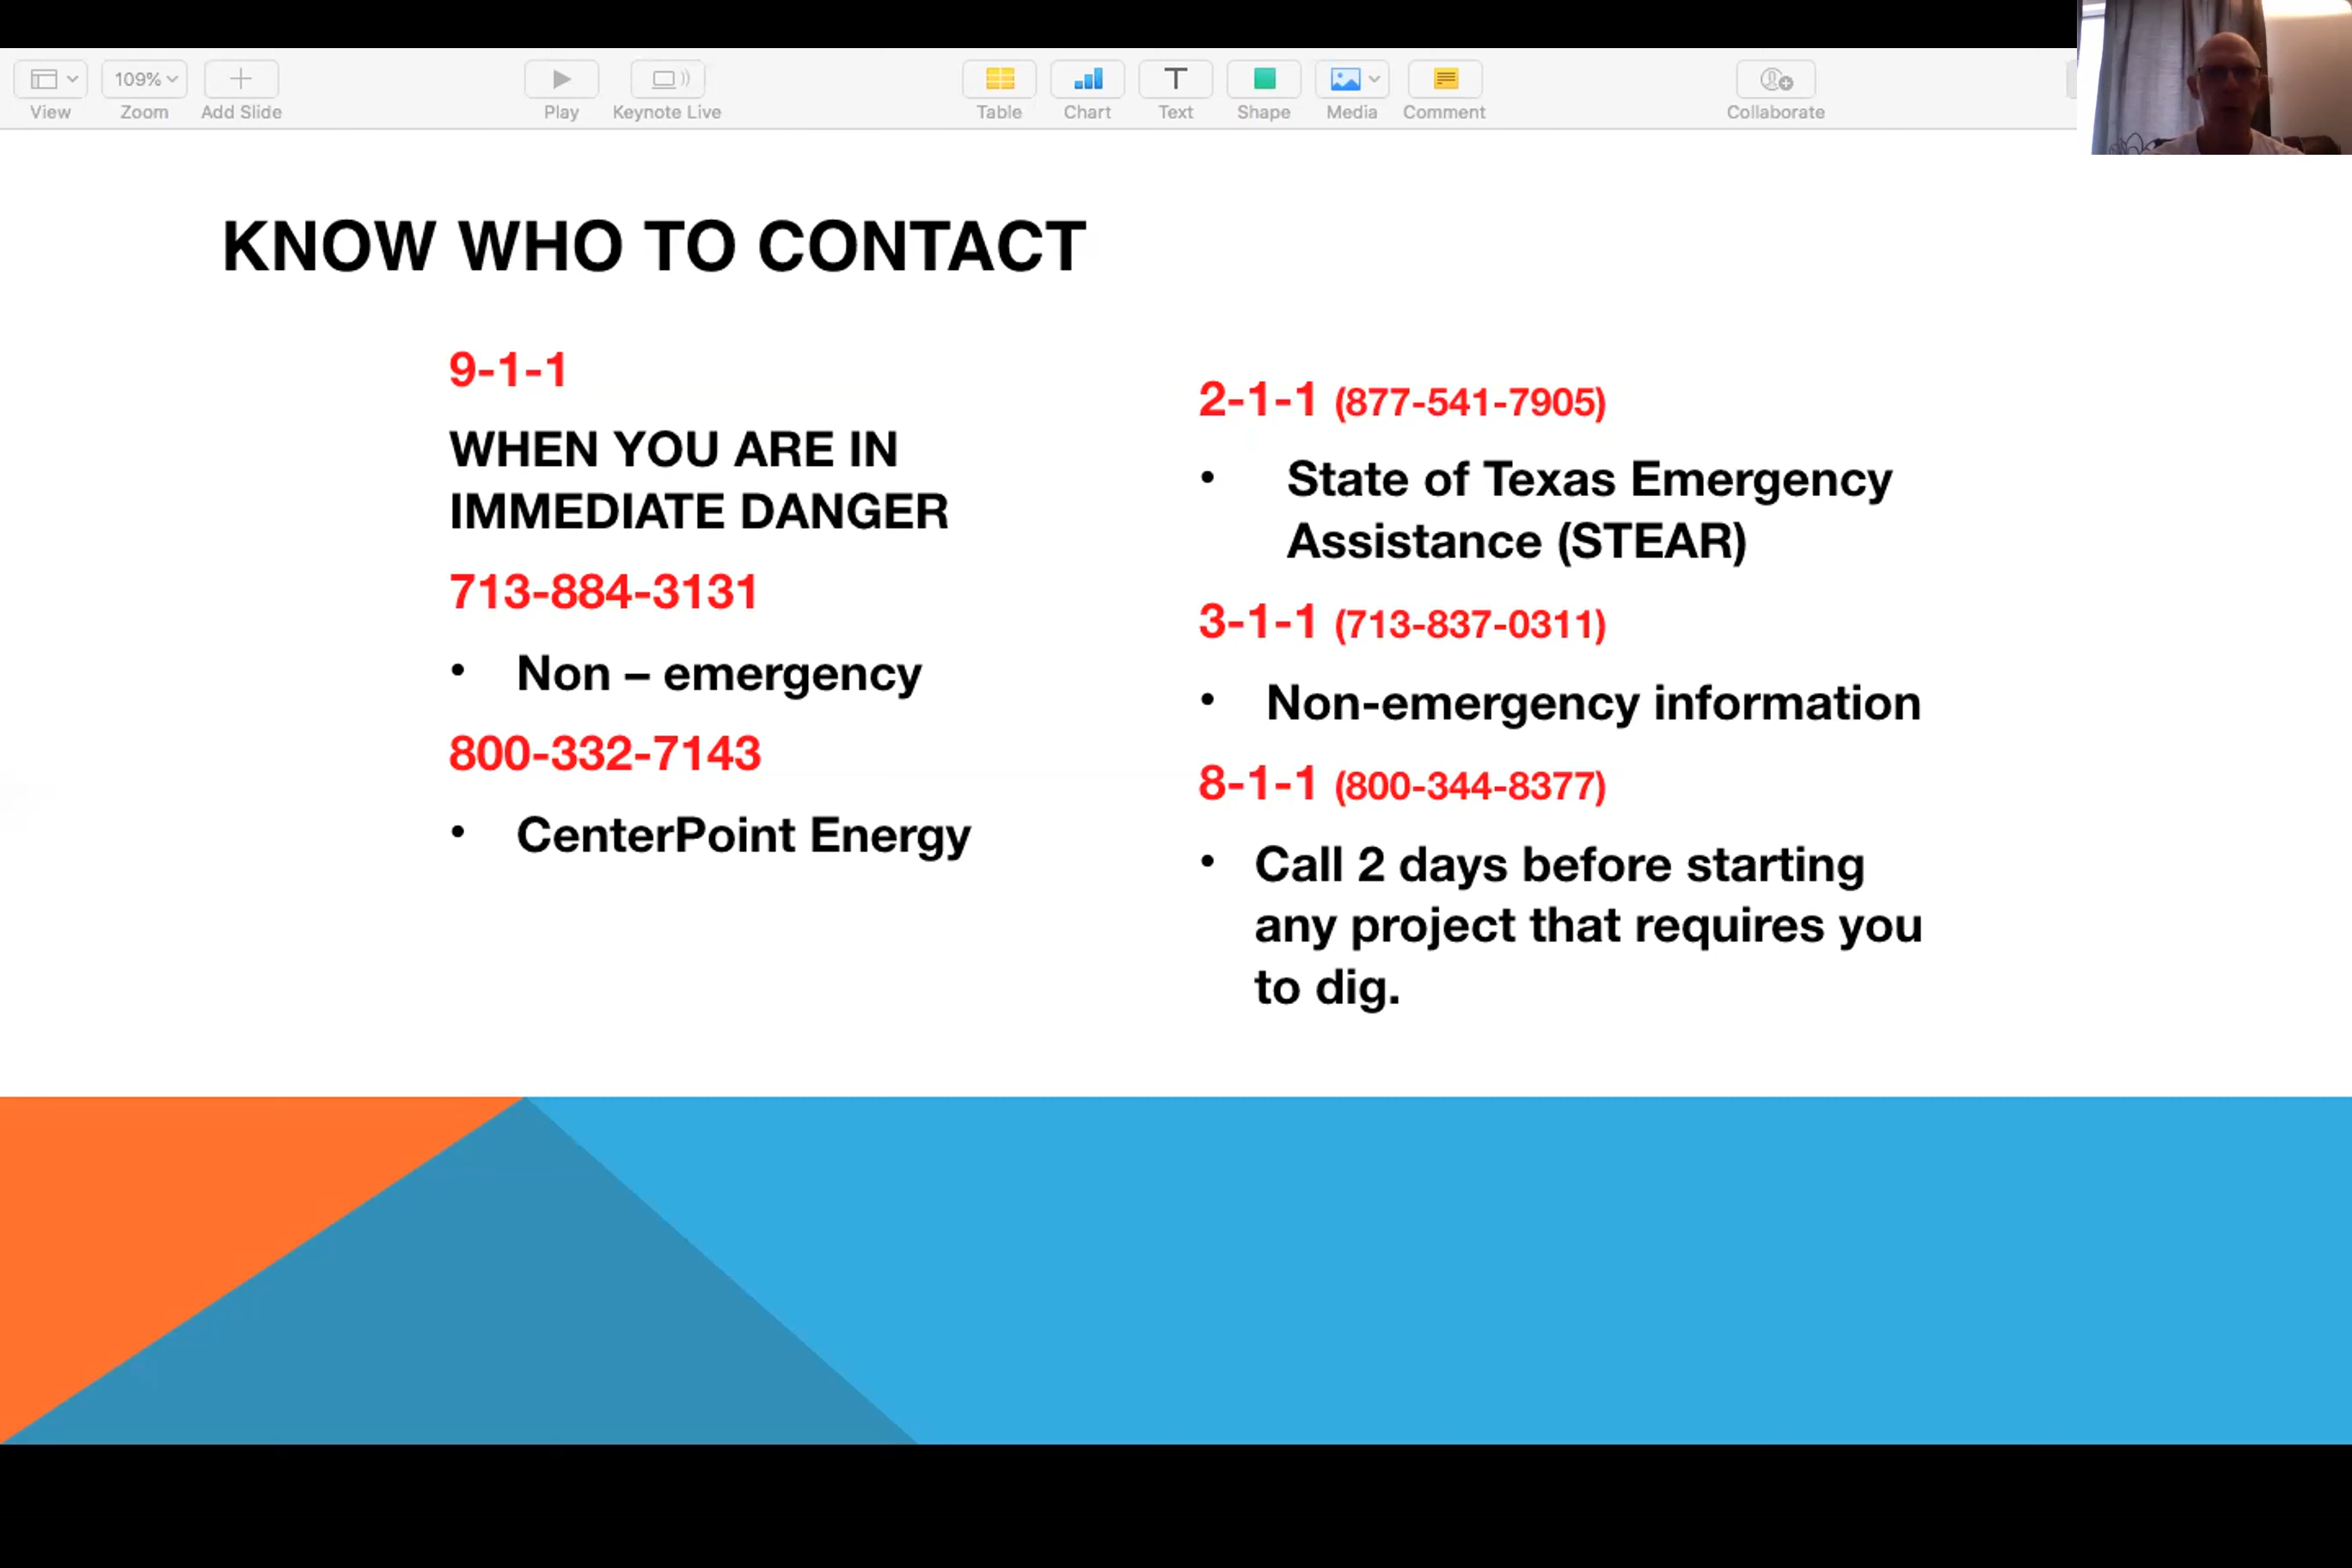 109%
View
Zoom
Add Slide
Play
Keynote Live
Table
Chart
T
Text
Shape
Media
Comment
Collaborate
KNOW WHO TO CONTACT
9-1-1
WHEN YOU ARE IN
IMMEDIATE DANGER
713-884-3131
• Non – emergency
800-332-7143
• CenterPoint Energy
2-1-1 (877-541-7905)
• State of Texas Emergency
Assistance (STEAR)
3-1-1 (713-837-0311)
• Non-emergency information
8-1-1 (800-344-8377)
• Call 2 days before starting
any project that requires you
to dig.